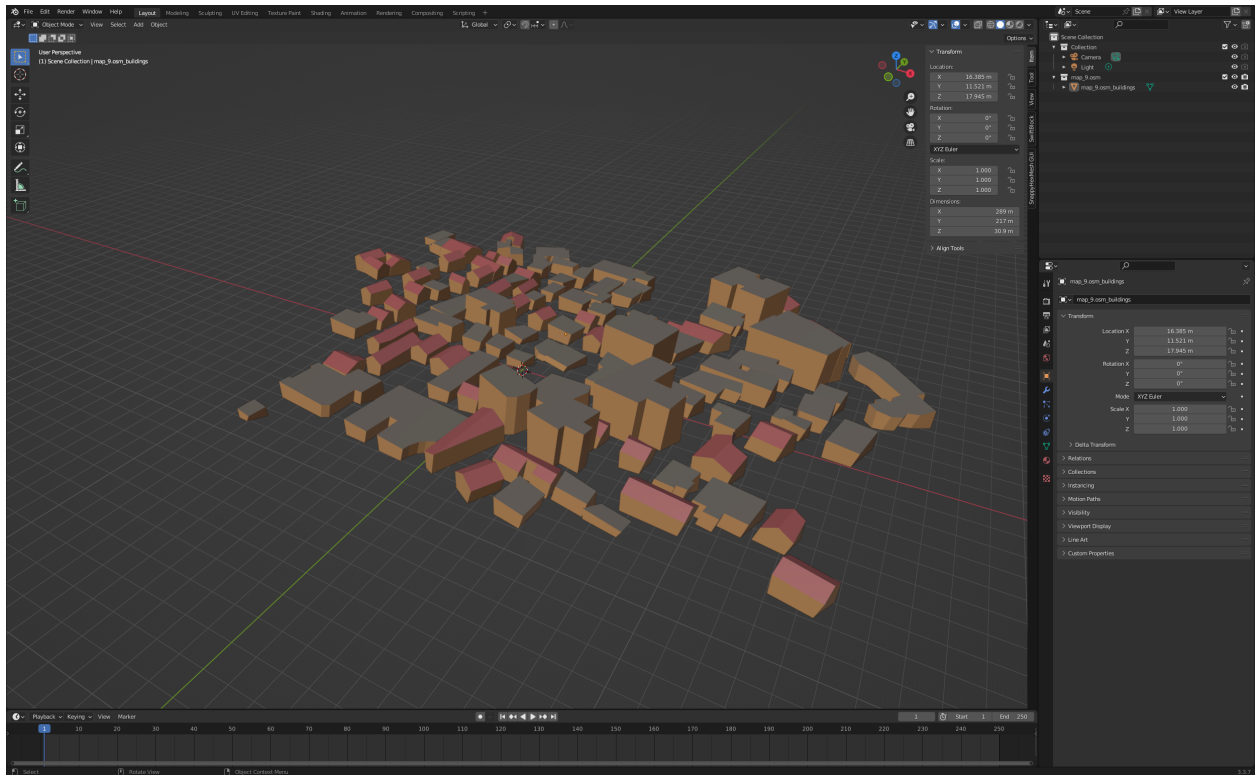 File Edit Render Window Help Layout Modeling Sculpting UV Editing Texture Paint Shading Animation Rendering Compositing Scripting + Scene View Layer
Object Mode View Select Add Object Global
Options
User Perspective
(1) Scene Collection | map_9.osm_buildings
Z
Y
X
Transform
Location:
X 16.385 m
Y 11.521 m
Z 17.945 m
Rotation:
X 0°
Y 0°
Z 0°
XYZ Euler
Scale:
X 1.000
Y 1.000
Z 1.000
Dimensions:
X 289 m
Y 217 m
Z 30.9 m
Align Tools
Item
Tool
View
SwiftBlock
SnappyHexMesh GUI
Scene Collection
Collection
Camera
Light
map_9.osm
map_9.osm_buildings
map_9.osm_buildings
map_9.osm_buildings
Transform
Location X 16.385 m
Y 11.521 m
Z 17.945 m
Rotation X 0°
Y 0°
Z 0°
Mode XYZ Euler
Scale X 1.000
Y 1.000
Z 1.000
Delta Transform
Relations
Collections
Instancing
Motion Paths
Visibility
Viewport Display
Line Art
Custom Properties
Playback Keying View Marker 1 Start 1 End 250
1 10 20 30 40 50 60 70 80 90 100 110 120 130 140 150 160 170 180 190 200 210 220 230 240 250
Select Rotate View Object Context Menu 3.3.7